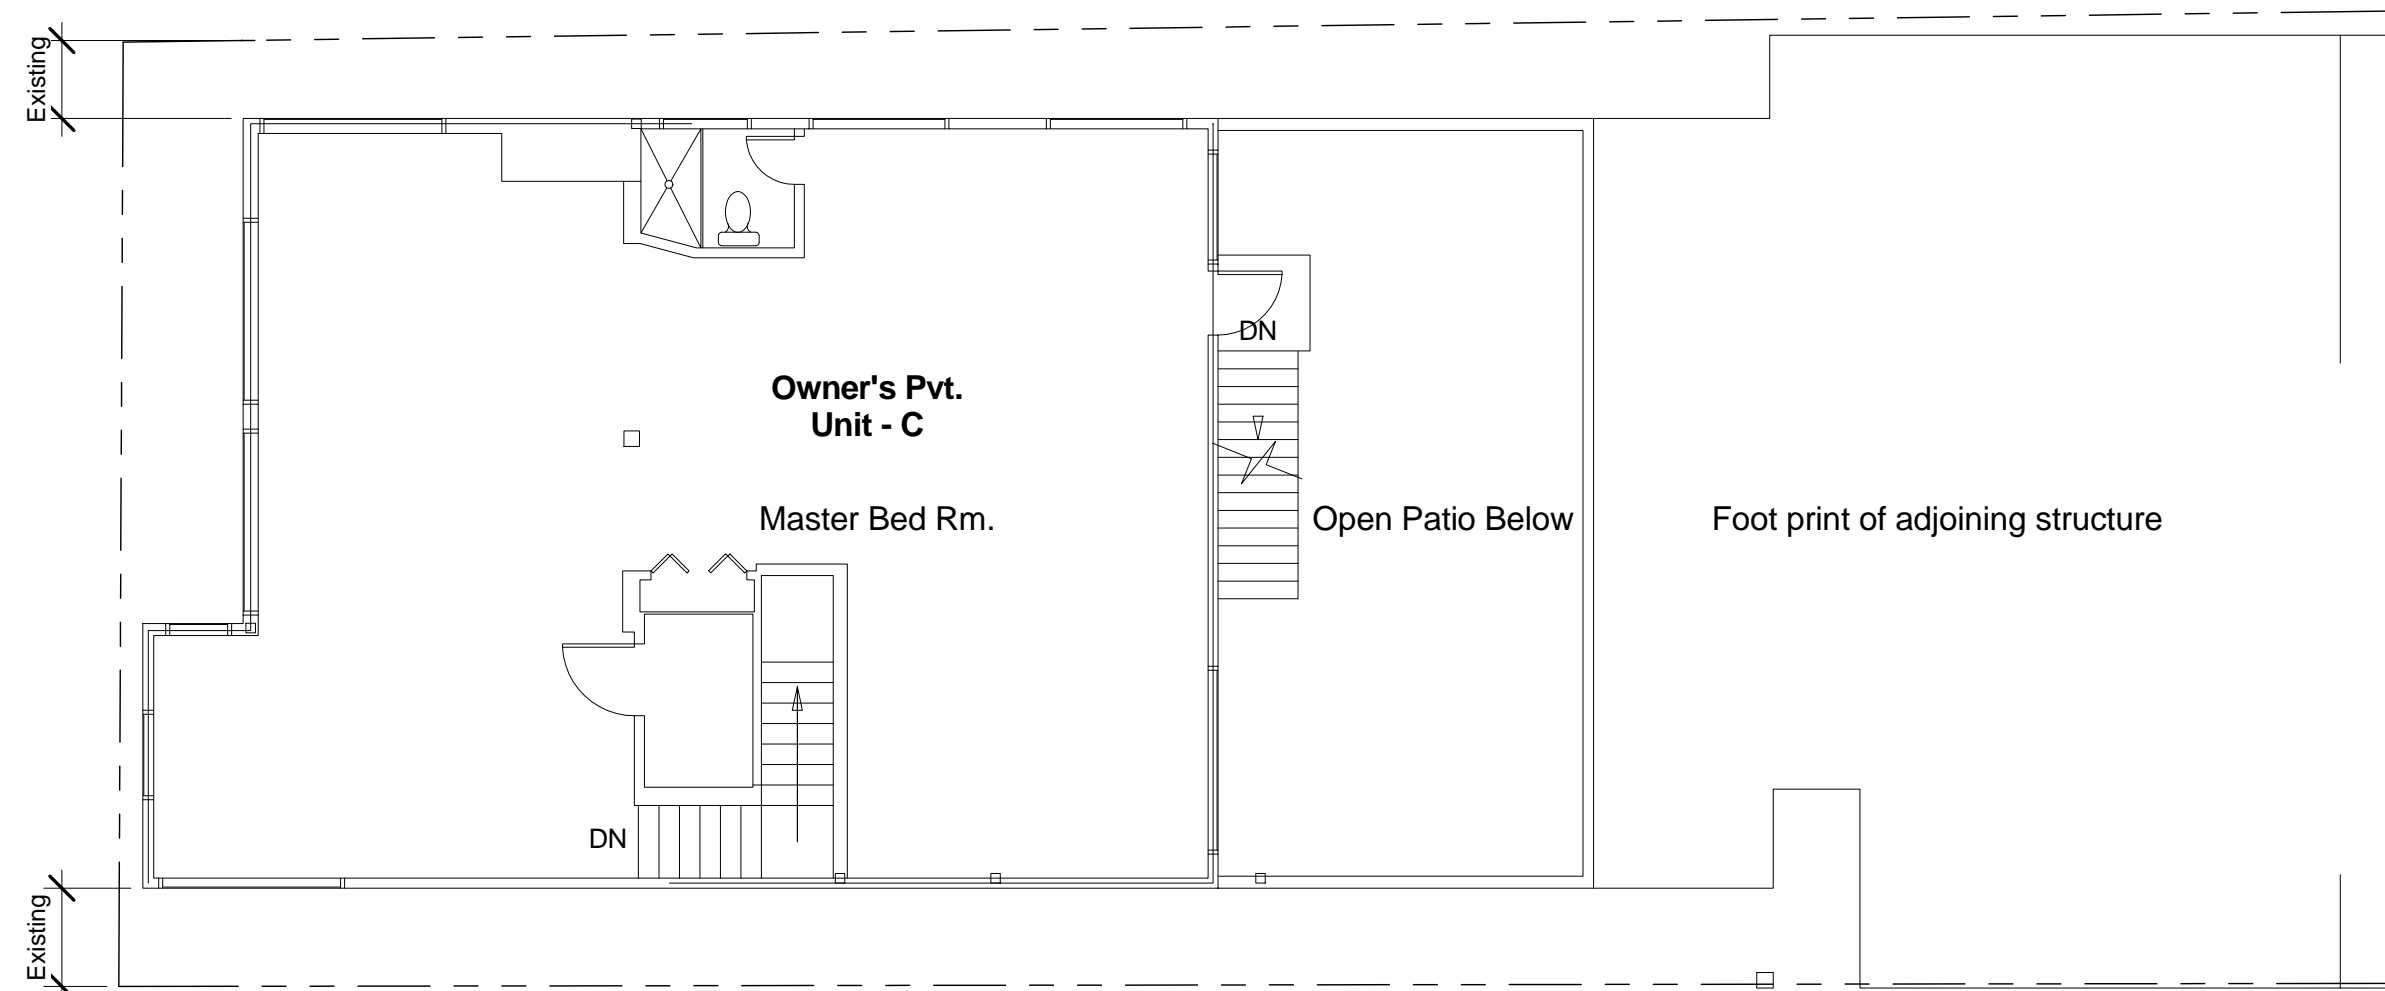 Existing
DN
Owner's Pvt.
Unit - C
Master Bed Rm.
Open Patio Below
Foot print of adjoining structure
DN
Existing